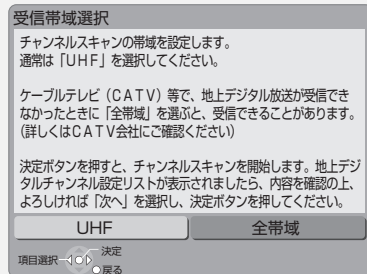 受信帯域選択
チャンネルスキャンの帯域を設定します。
通常は「ＵＨＦ」を選択してください。
ケーブルテレビ（ＣＡＴＶ）等で、地上デジタル放送が受信でき
なかったときに「全帯域」を選ぶと、受信できることがあります。
（詳しくはＣＡＴＶ会社にご確認ください）
決定ボタンを押すと、チャンネルスキャンを開始します。地上デジ
タルチャンネル設定リストが表示されましたら、内容を確認の上、
よろしければ「次へ」を選択し、決定ボタンを押してください。
UHF 全帯域
項目選択 決定
戻る